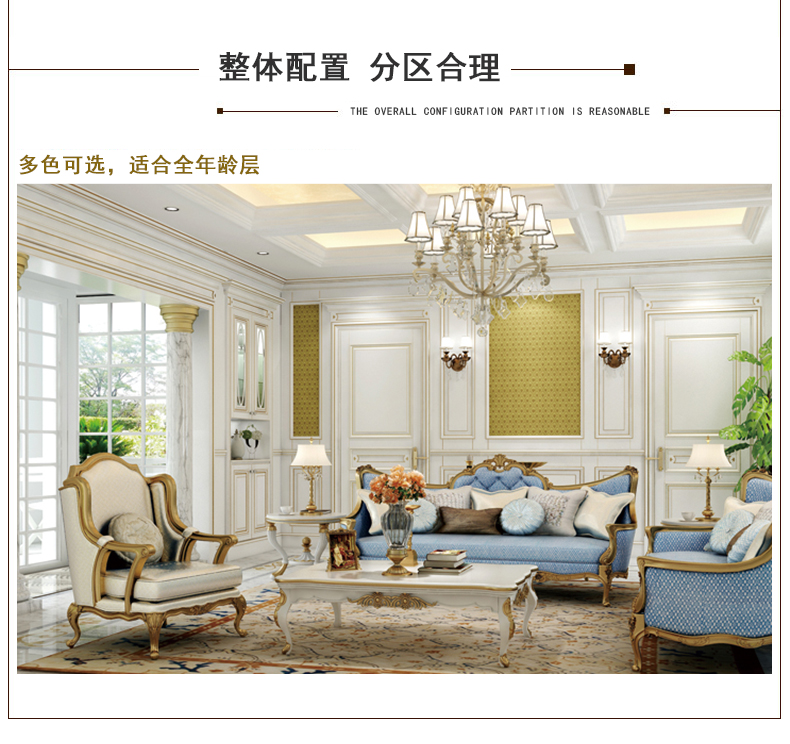 整体配置 分区合理
THE OVERALL CONFIGURATION PARTITION IS REASONABLE
多色可选，适合全年龄层